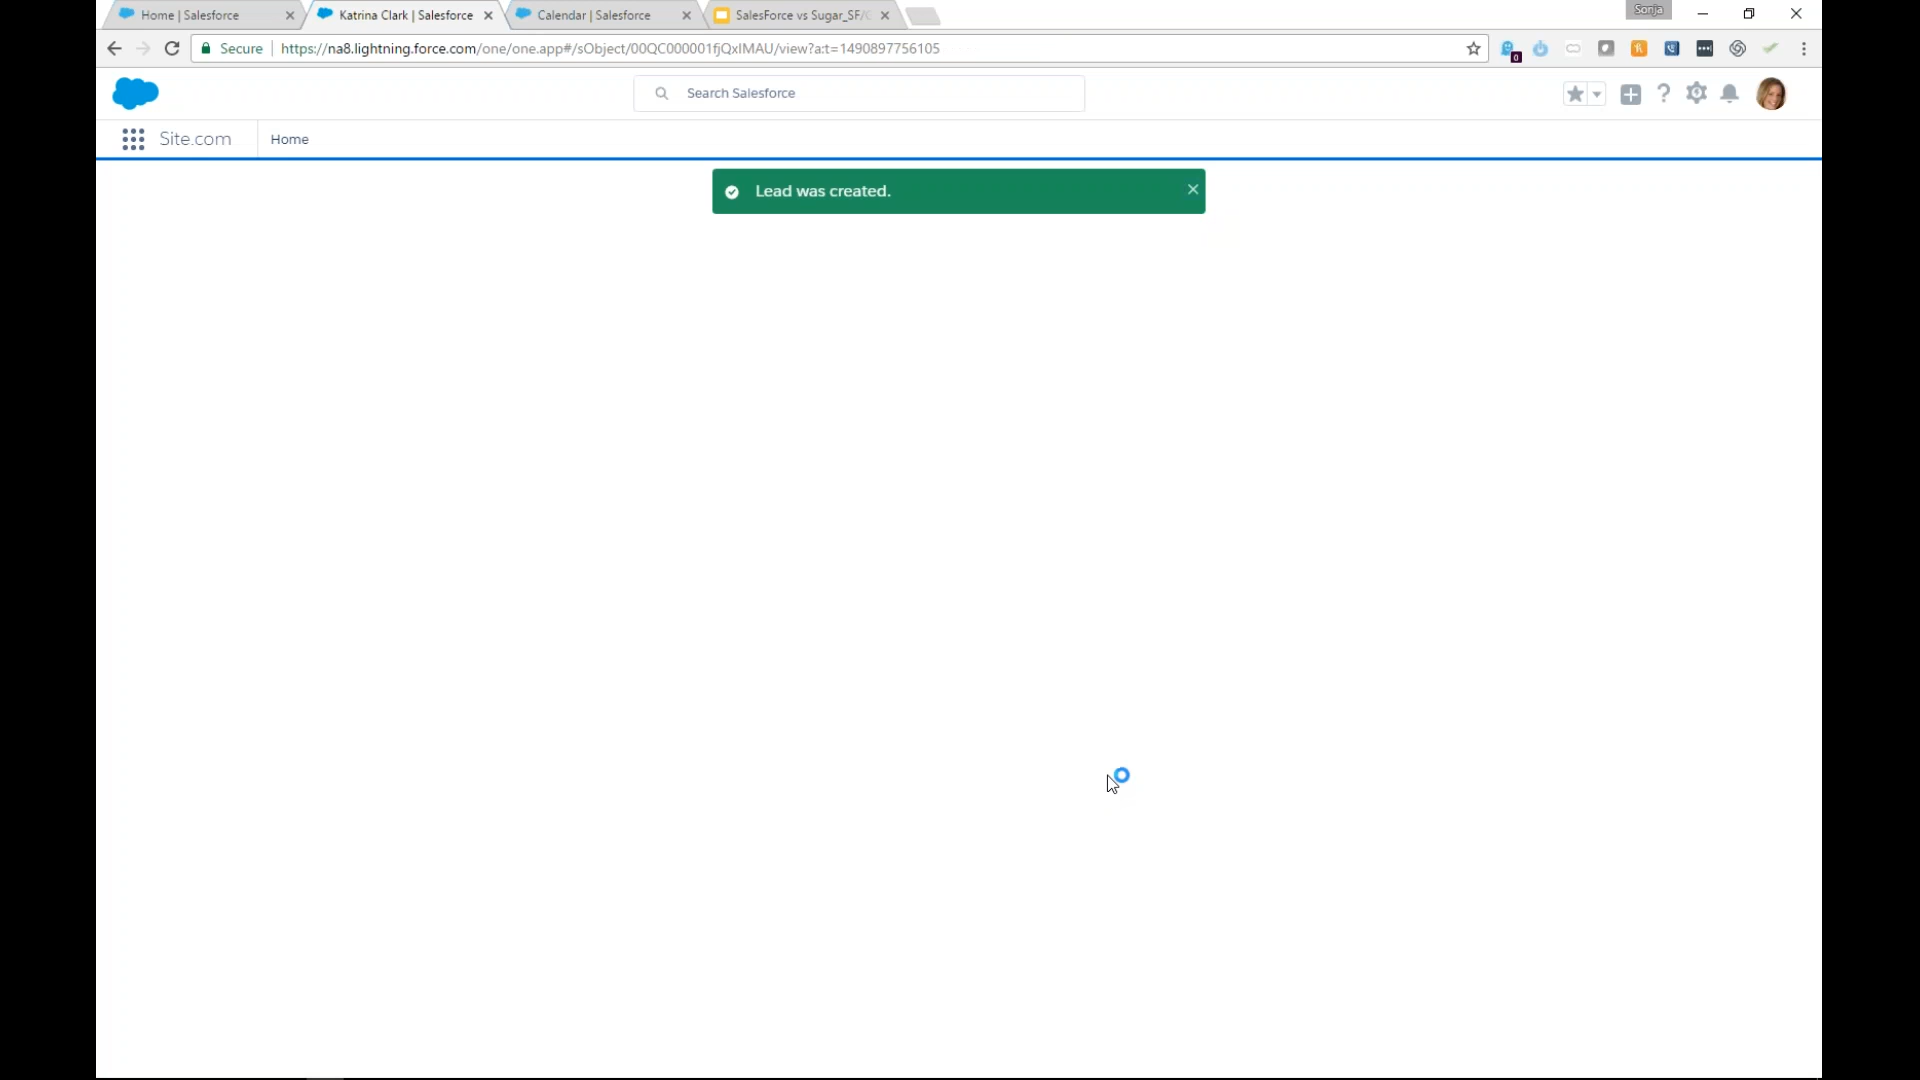 Home | Salesforce
Katrina Clark | Salesforce
Calendar | Salesforce
SalesForce vs Sugar_SF/
Sonja
Secure
https://na8.lightning.force.com/one/one.app#/sObject/00QC000001fjQxIMAU/view?a:t=1490897756105
0
Search Salesforce
Site.com
Home
Lead was created.